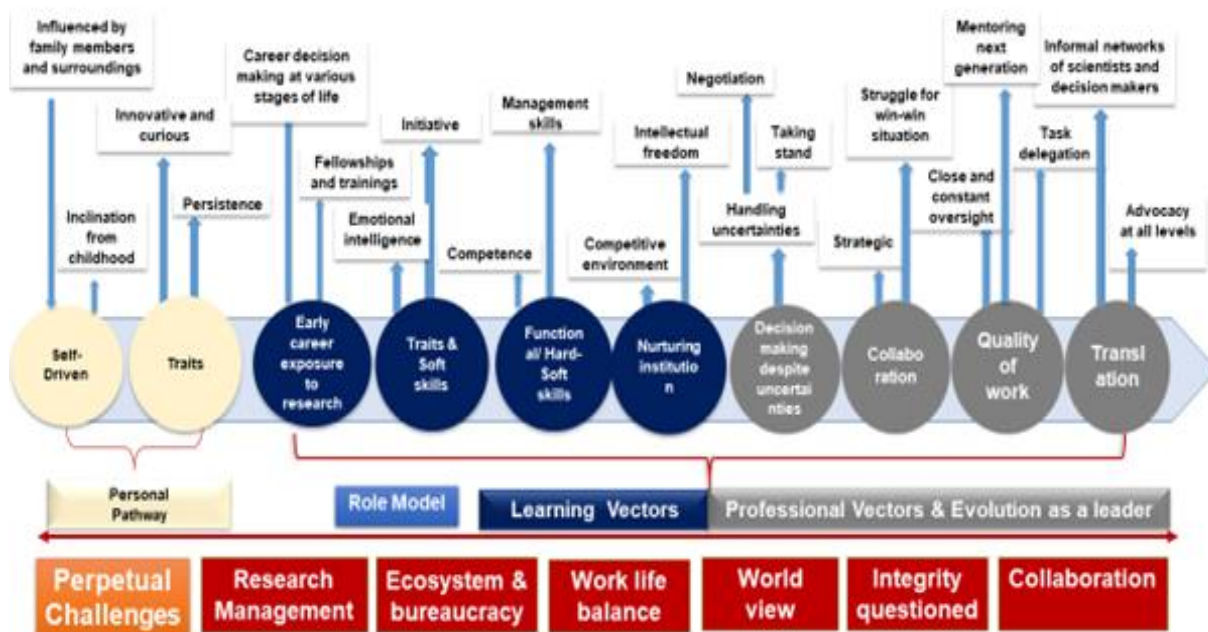 Influenced by
family members
and surroundings
Innovative and
curious
Inclination
from
childhood
Persistence
Career decision
making at various
stages of life
Fellowships
and trainings
Initiative
Emotional
intelligence
Management
skills
Competence
Competitive
environment
Intellectual
freedom
Negotiation
Taking
stand
Handling
uncertainties
Struggle for
win-win
situation
Strategic
Mentoring
next
generation
Close and
constant
oversight
Task
delegation
Informal networks
of scientists and
decision makers
Advocacy
at all levels
Self-
Driven
Traits
Early
career
exposure
to
research
Traits &
Soft
skills
Function
al/ Hard-
Soft
skills
Nurturing
institutio
n
Decision
making
despite
uncertai
nties
Collabo
ration
Quality
of
work
Transl
ation
Personal
Pathway
Role Model
Learning Vectors
Professional Vectors & Evolution as a leader
Perpetual
Challenges
Research
Management
Ecosystem &
bureaucracy
Work life
balance
World
view
Integrity
questioned
Collaboration